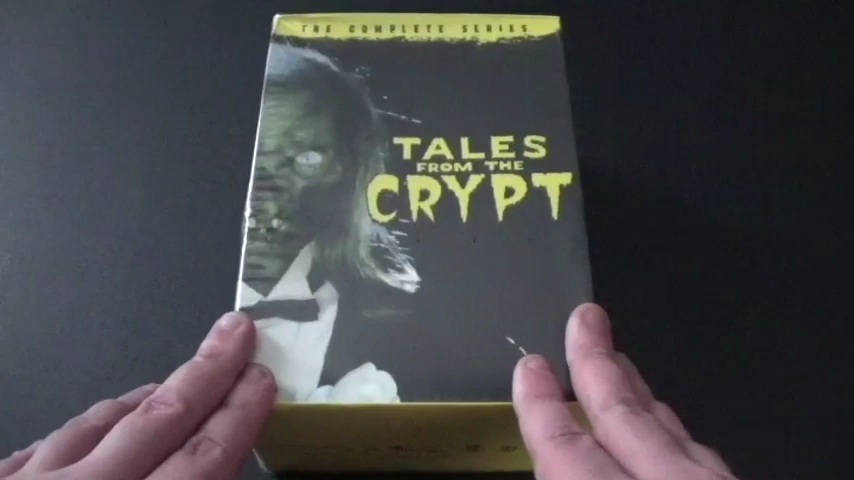 THE COMPLETE SERIES
TALES
FROM THE
CRYPT